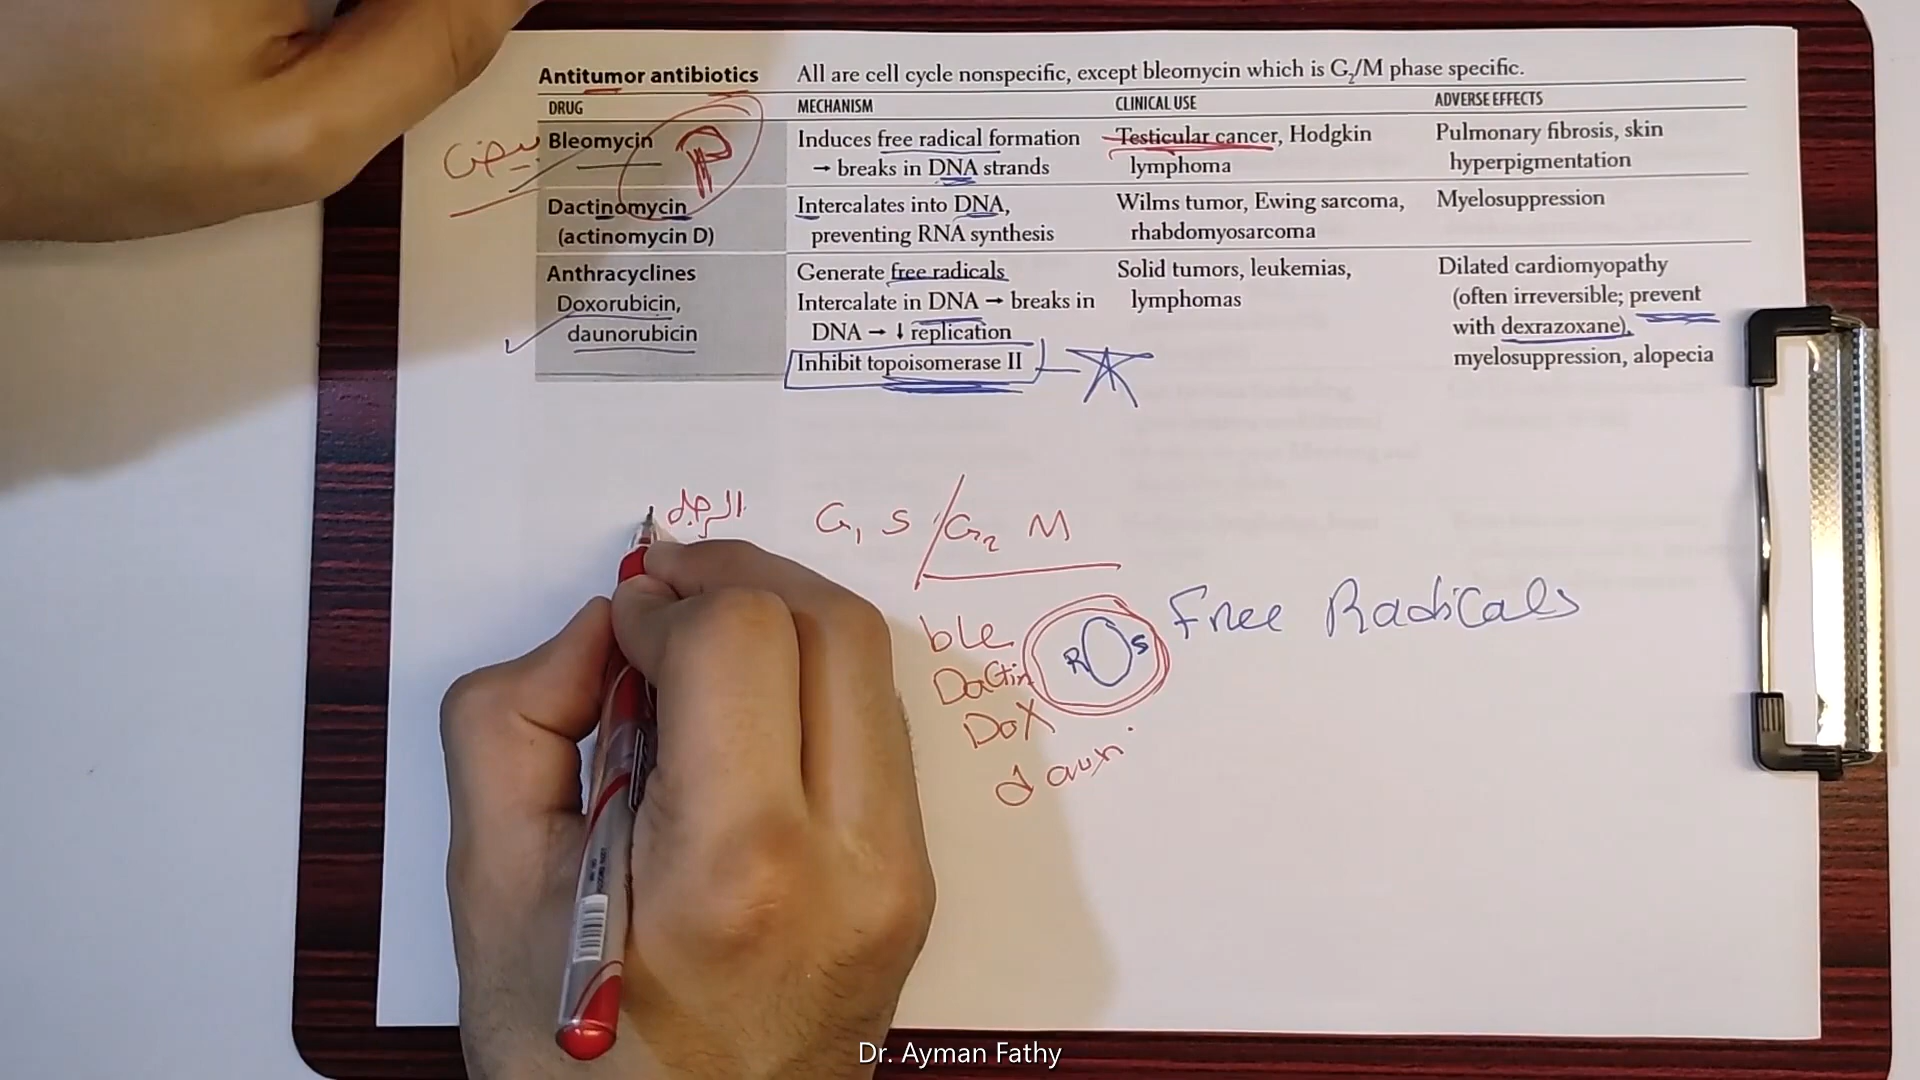 Antitumor antibiotics All are cell cycle nonspecific, except bleomycin which is G2/M phase specific.
DRUG MECHANISM CLINICAL USE ADVERSE EFFECTS
Bleomycin Induces free radical formation Testicular cancer, Hodgkin Pulmonary fibrosis, skin
→ breaks in DNA strands lymphoma hyperpigmentation
P
Dactinomycin Intercalates into DNA, Wilms tumor, Ewing sarcoma, Myelosuppression
(actinomycin D) preventing RNA synthesis rhabdomyosarcoma
Anthracyclines Generate free radicals Solid tumors, leukemias, Dilated cardiomyopathy
Doxorubicin, Intercalate in DNA → breaks in lymphomas (often irreversible; prevent
daunorubicin DNA → ↓ replication with dexrazoxane),
Inhibit topoisomerase II myelosuppression, alopecia
G1 S / G2 M
ble ROS Free Radicals
Dactin
Dox